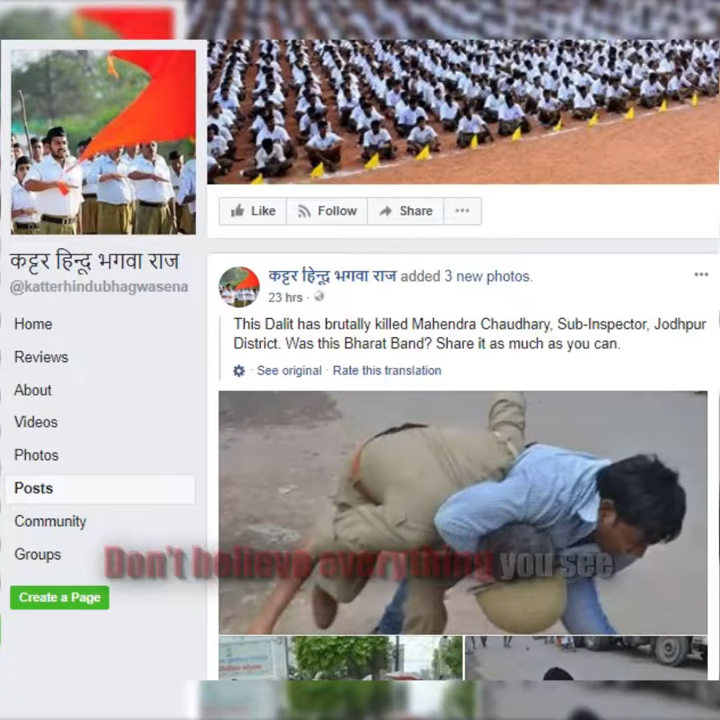 कट्टर हिन्दू भगवा राज
@katterhindubhagwasena
Home
Reviews
About
Videos
Photos
Posts
Community
Groups
Create a Page
Like Follow Share
कट्टर हिन्दू भगवा राज added 3 new photos.
23 hrs ·
This Dalit has brutally killed Mahendra Chaudhary, Sub-Inspector, Jodhpur
District. Was this Bharat Band? Share it as much as you can.
· See original · Rate this translation
Don't believe everything you see